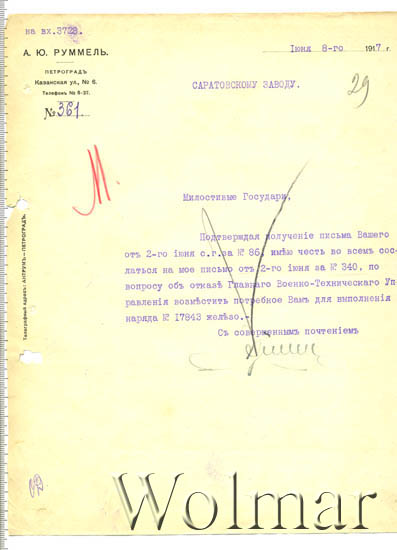 на вх.3728.
А. Ю. РУММЕЛЬ.
ПЕТРОГРАДЪ
Казанская ул., № 6.
Телефонъ № 8-37.
№ 361
Іюня 8-го 1917 г.
САРАТОВСКОМУ ЗАВОДУ.
29
М.
Милостивые Государи,
Подтверждая полученіе письма Вашего
отъ 2-го іюня с.г. за № 86, имѣю честь во всемъ сос-
латься на мое письмо отъ 2-го іюня за № 340, по
вопросу объ отказѣ Главнаго Военно-Техническаго Уп-
равленія возмѣстить потребное Вамъ для выполненія
наряда № 17843 желѣзо.-
Съ совершеннымъ почтеніемъ
Телеграфный адресъ: АНГРУМЪ—ПЕТРОГРАДЪ.
Wolmar